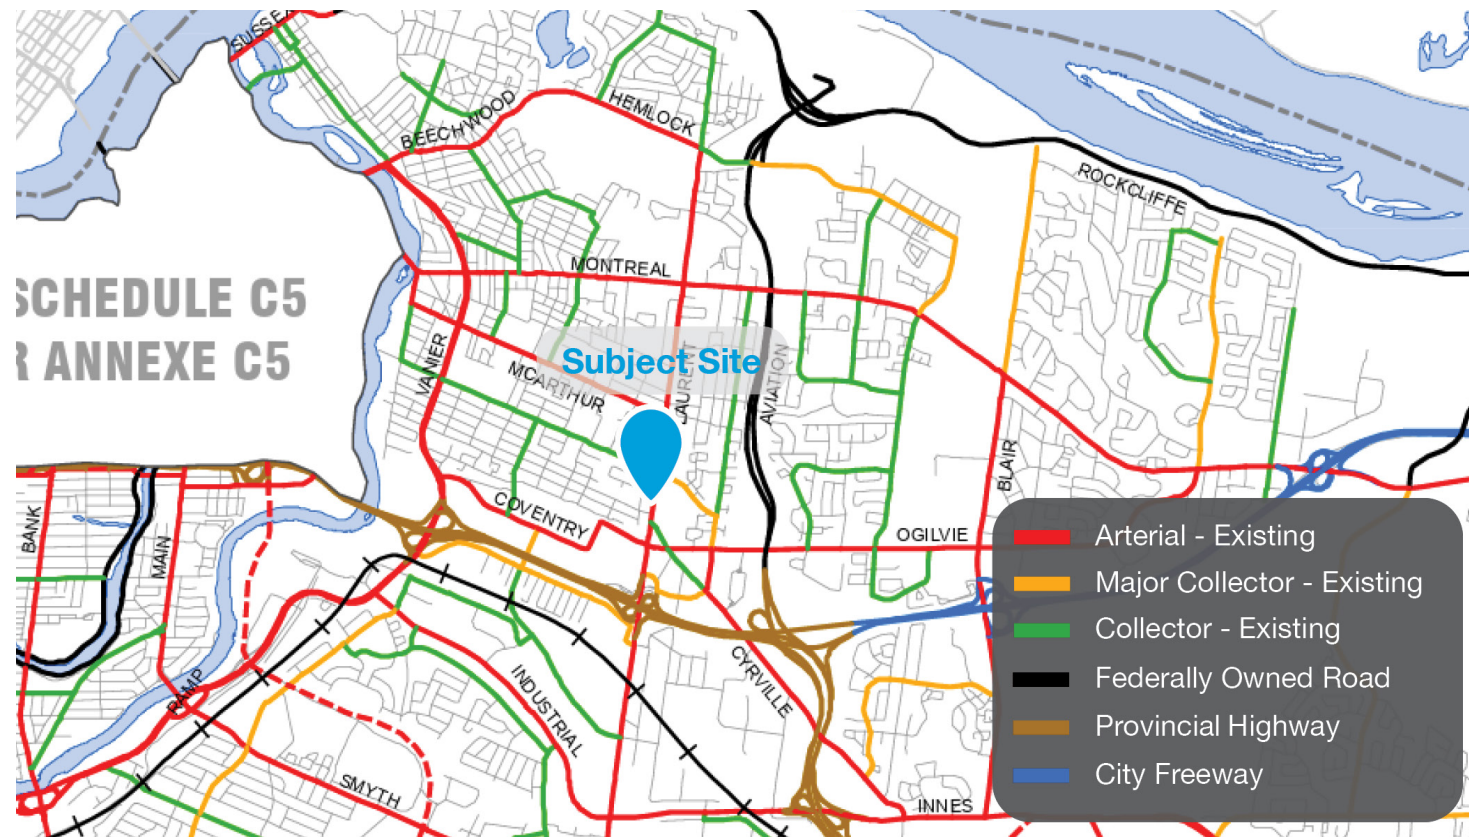 SUSSEX
BEECHWOOD
HEMLOCK
ROCKCLIFFE
MONTREAL
SCHEDULE C5
R ANNEXE C5
VANIER
MCARTHUR
Subject Site
LAURENT
AVIATION
BLAIR
COVENTRY
OGILVIE
BANK
MAIN
RAMP
INDUSTRIAL
CYRVILLE
SMYTH
INNES
Arterial - Existing
Major Collector - Existing
Collector - Existing
Federally Owned Road
Provincial Highway
City Freeway